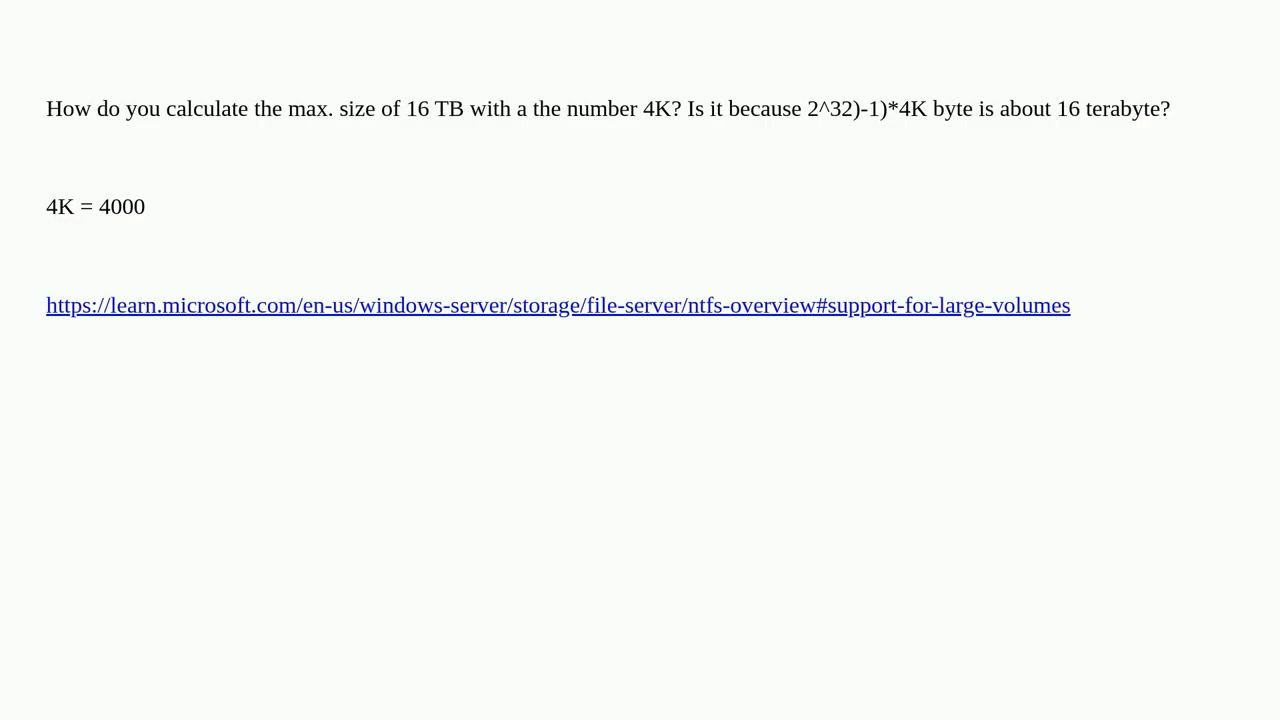 How do you calculate the max. size of 16 TB with a the number 4K? Is it because 2^32)-1)*4K byte is about 16 terabyte?
4K = 4000
https://learn.microsoft.com/en-us/windows-server/storage/file-server/ntfs-overview#support-for-large-volumes